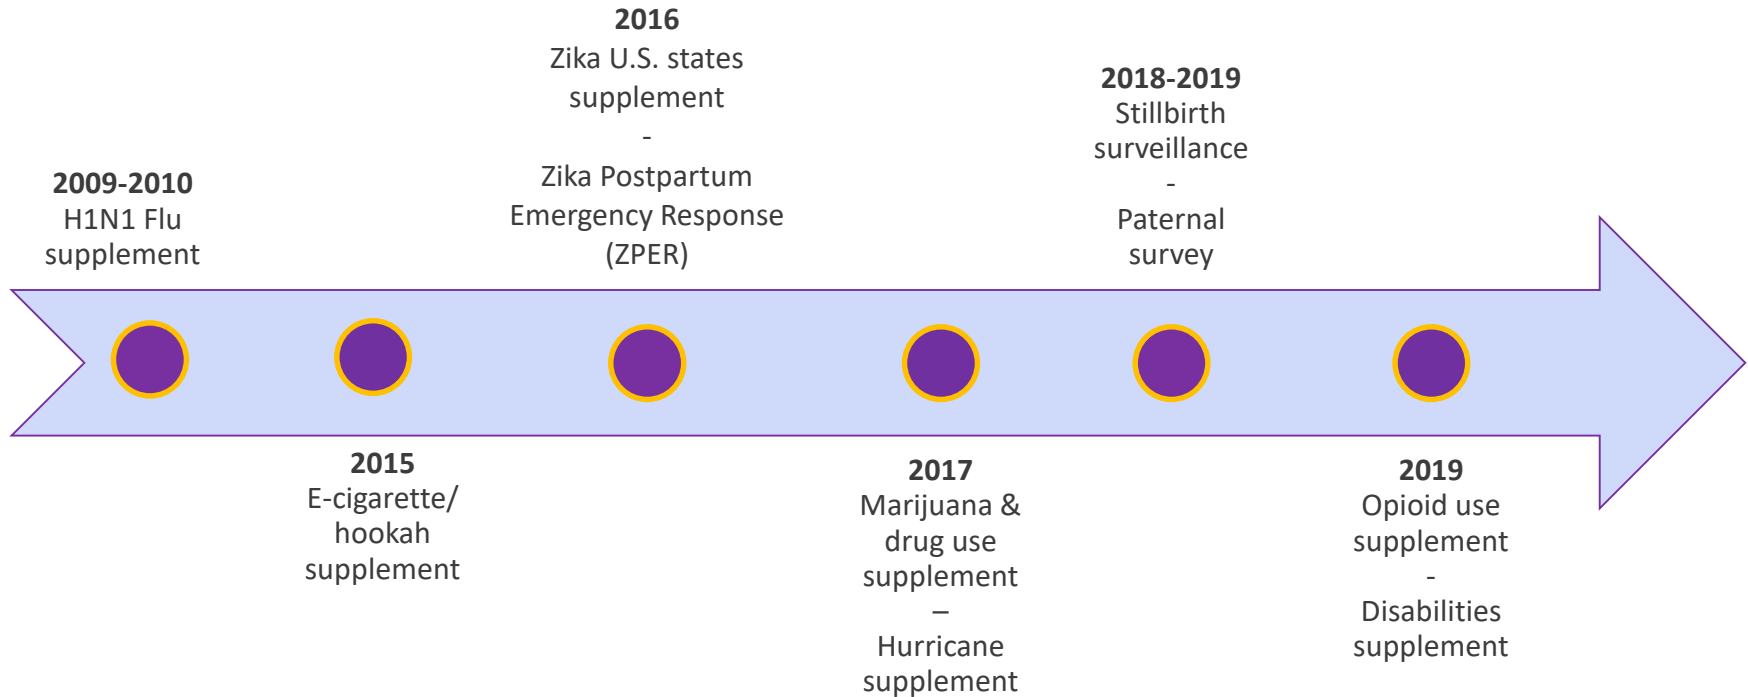 2009-2010
H1N1 Flu
supplement
2015
E-cigarette/
hookah
supplement
2016
Zika U.S. states
supplement
-
Zika Postpartum
Emergency Response
(ZPER)
2017
Marijuana &
drug use
supplement
–
Hurricane
supplement
2018-2019
Stillbirth
surveillance
-
Paternal
survey
2019
Opioid use
supplement
-
Disabilities
supplement